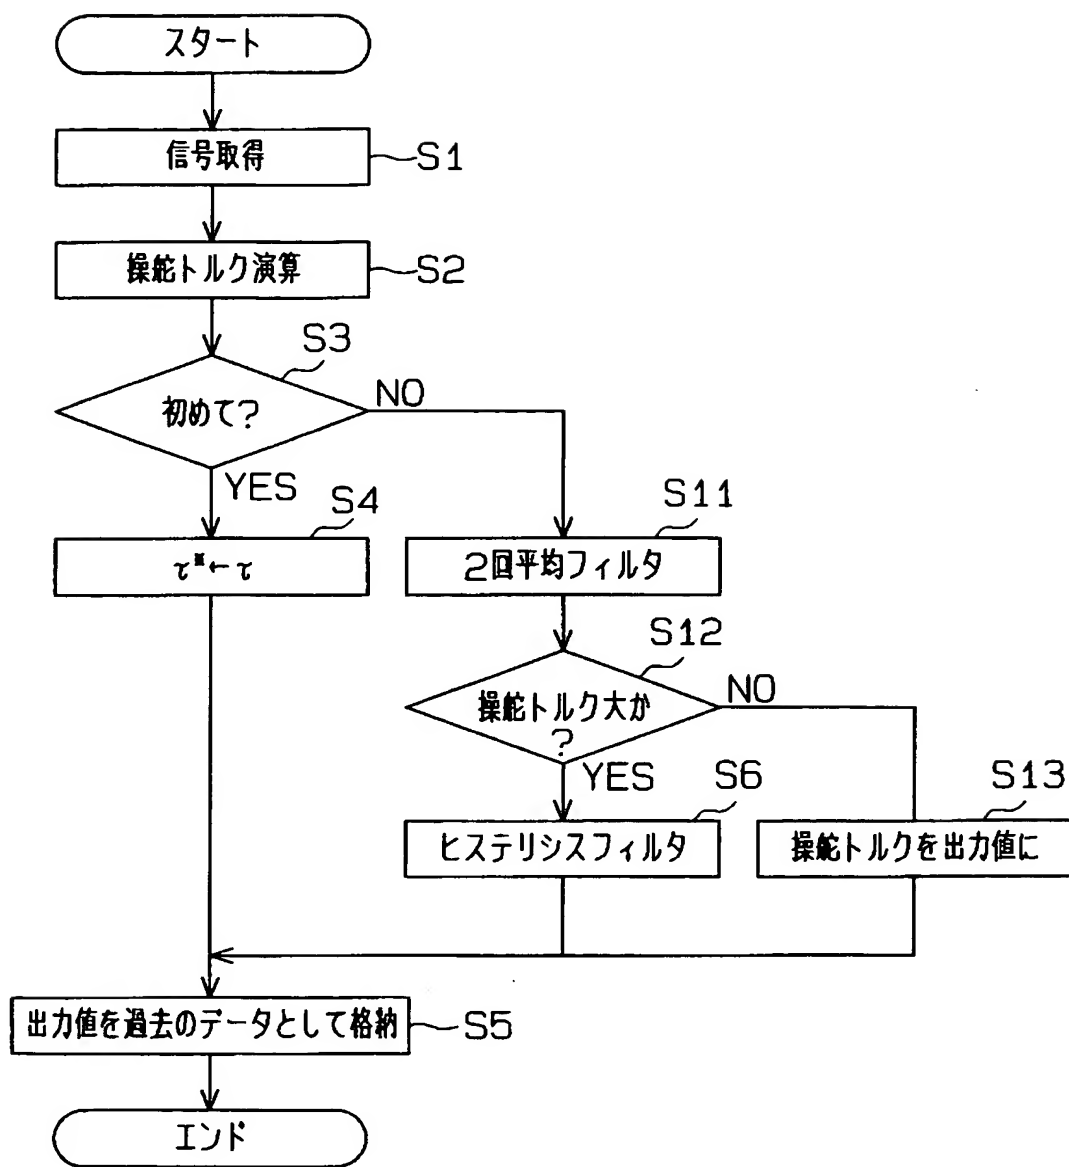 スタート
信号取得
S1
操舵トルク演算
S2
S3
初めて?
NO
YES
S4
τ*←τ
S11
2回平均フィルタ
S12
操舵トルク大か
?
NO
YES
S6
ヒステリシスフィルタ
S13
操舵トルクを出力値に
出力値を過去のデータとして格納
S5
エンド